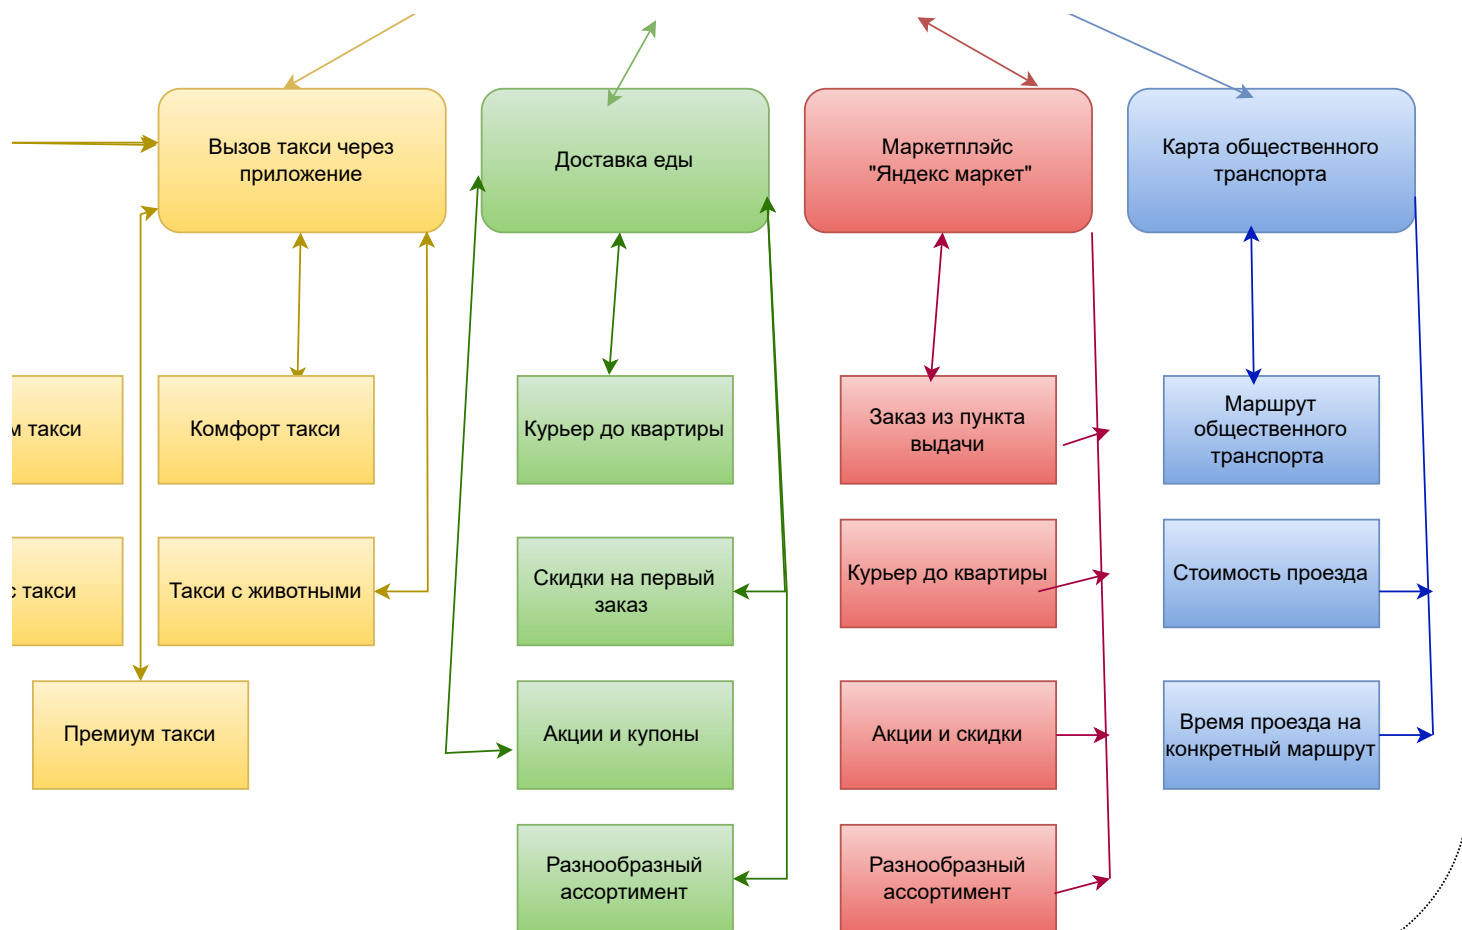 Вызов такси через
приложение
Доставка еды
Маркетплэйс
"Яндекс маркет"
Карта общественного
транспорта
такси
Комфорт такси
Курьер до квартиры
Заказ из пункта
выдачи
Маршрут
общественного
транспорта
такси
Такси с животными
Скидки на первый
заказ
Курьер до квартиры
Стоимость проезда
Премиум такси
Акции и купоны
Акции и скидки
Время проезда на
конкретный маршрут
Разнообразный
ассортимент
Разнообразный
ассортимент